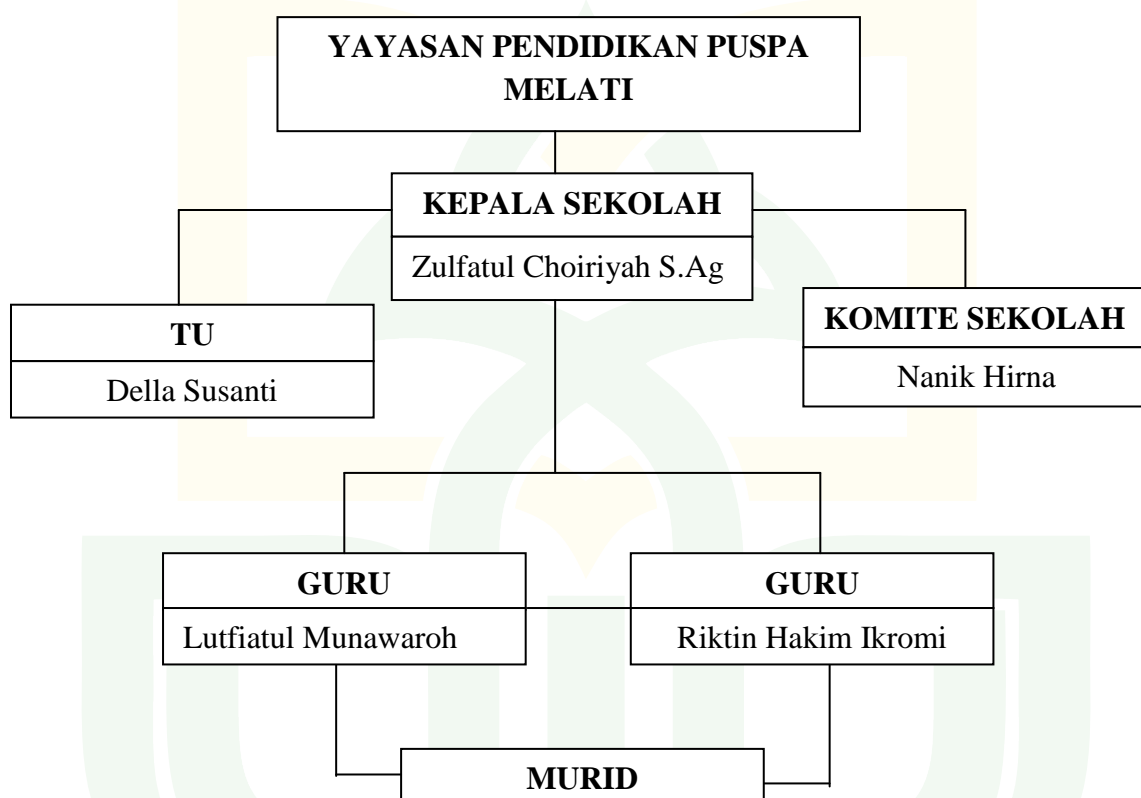 YAYASAN PENDIDIKAN PUSPA
MELATI
KEPALA SEKOLAH
Zulfatul Choiriyah S.Ag
TU
Della Susanti
KOMITE SEKOLAH
Nanik Hirna
GURU
Lutfiatul Munawaroh
GURU
Riktin Hakim Ikromi
MURID